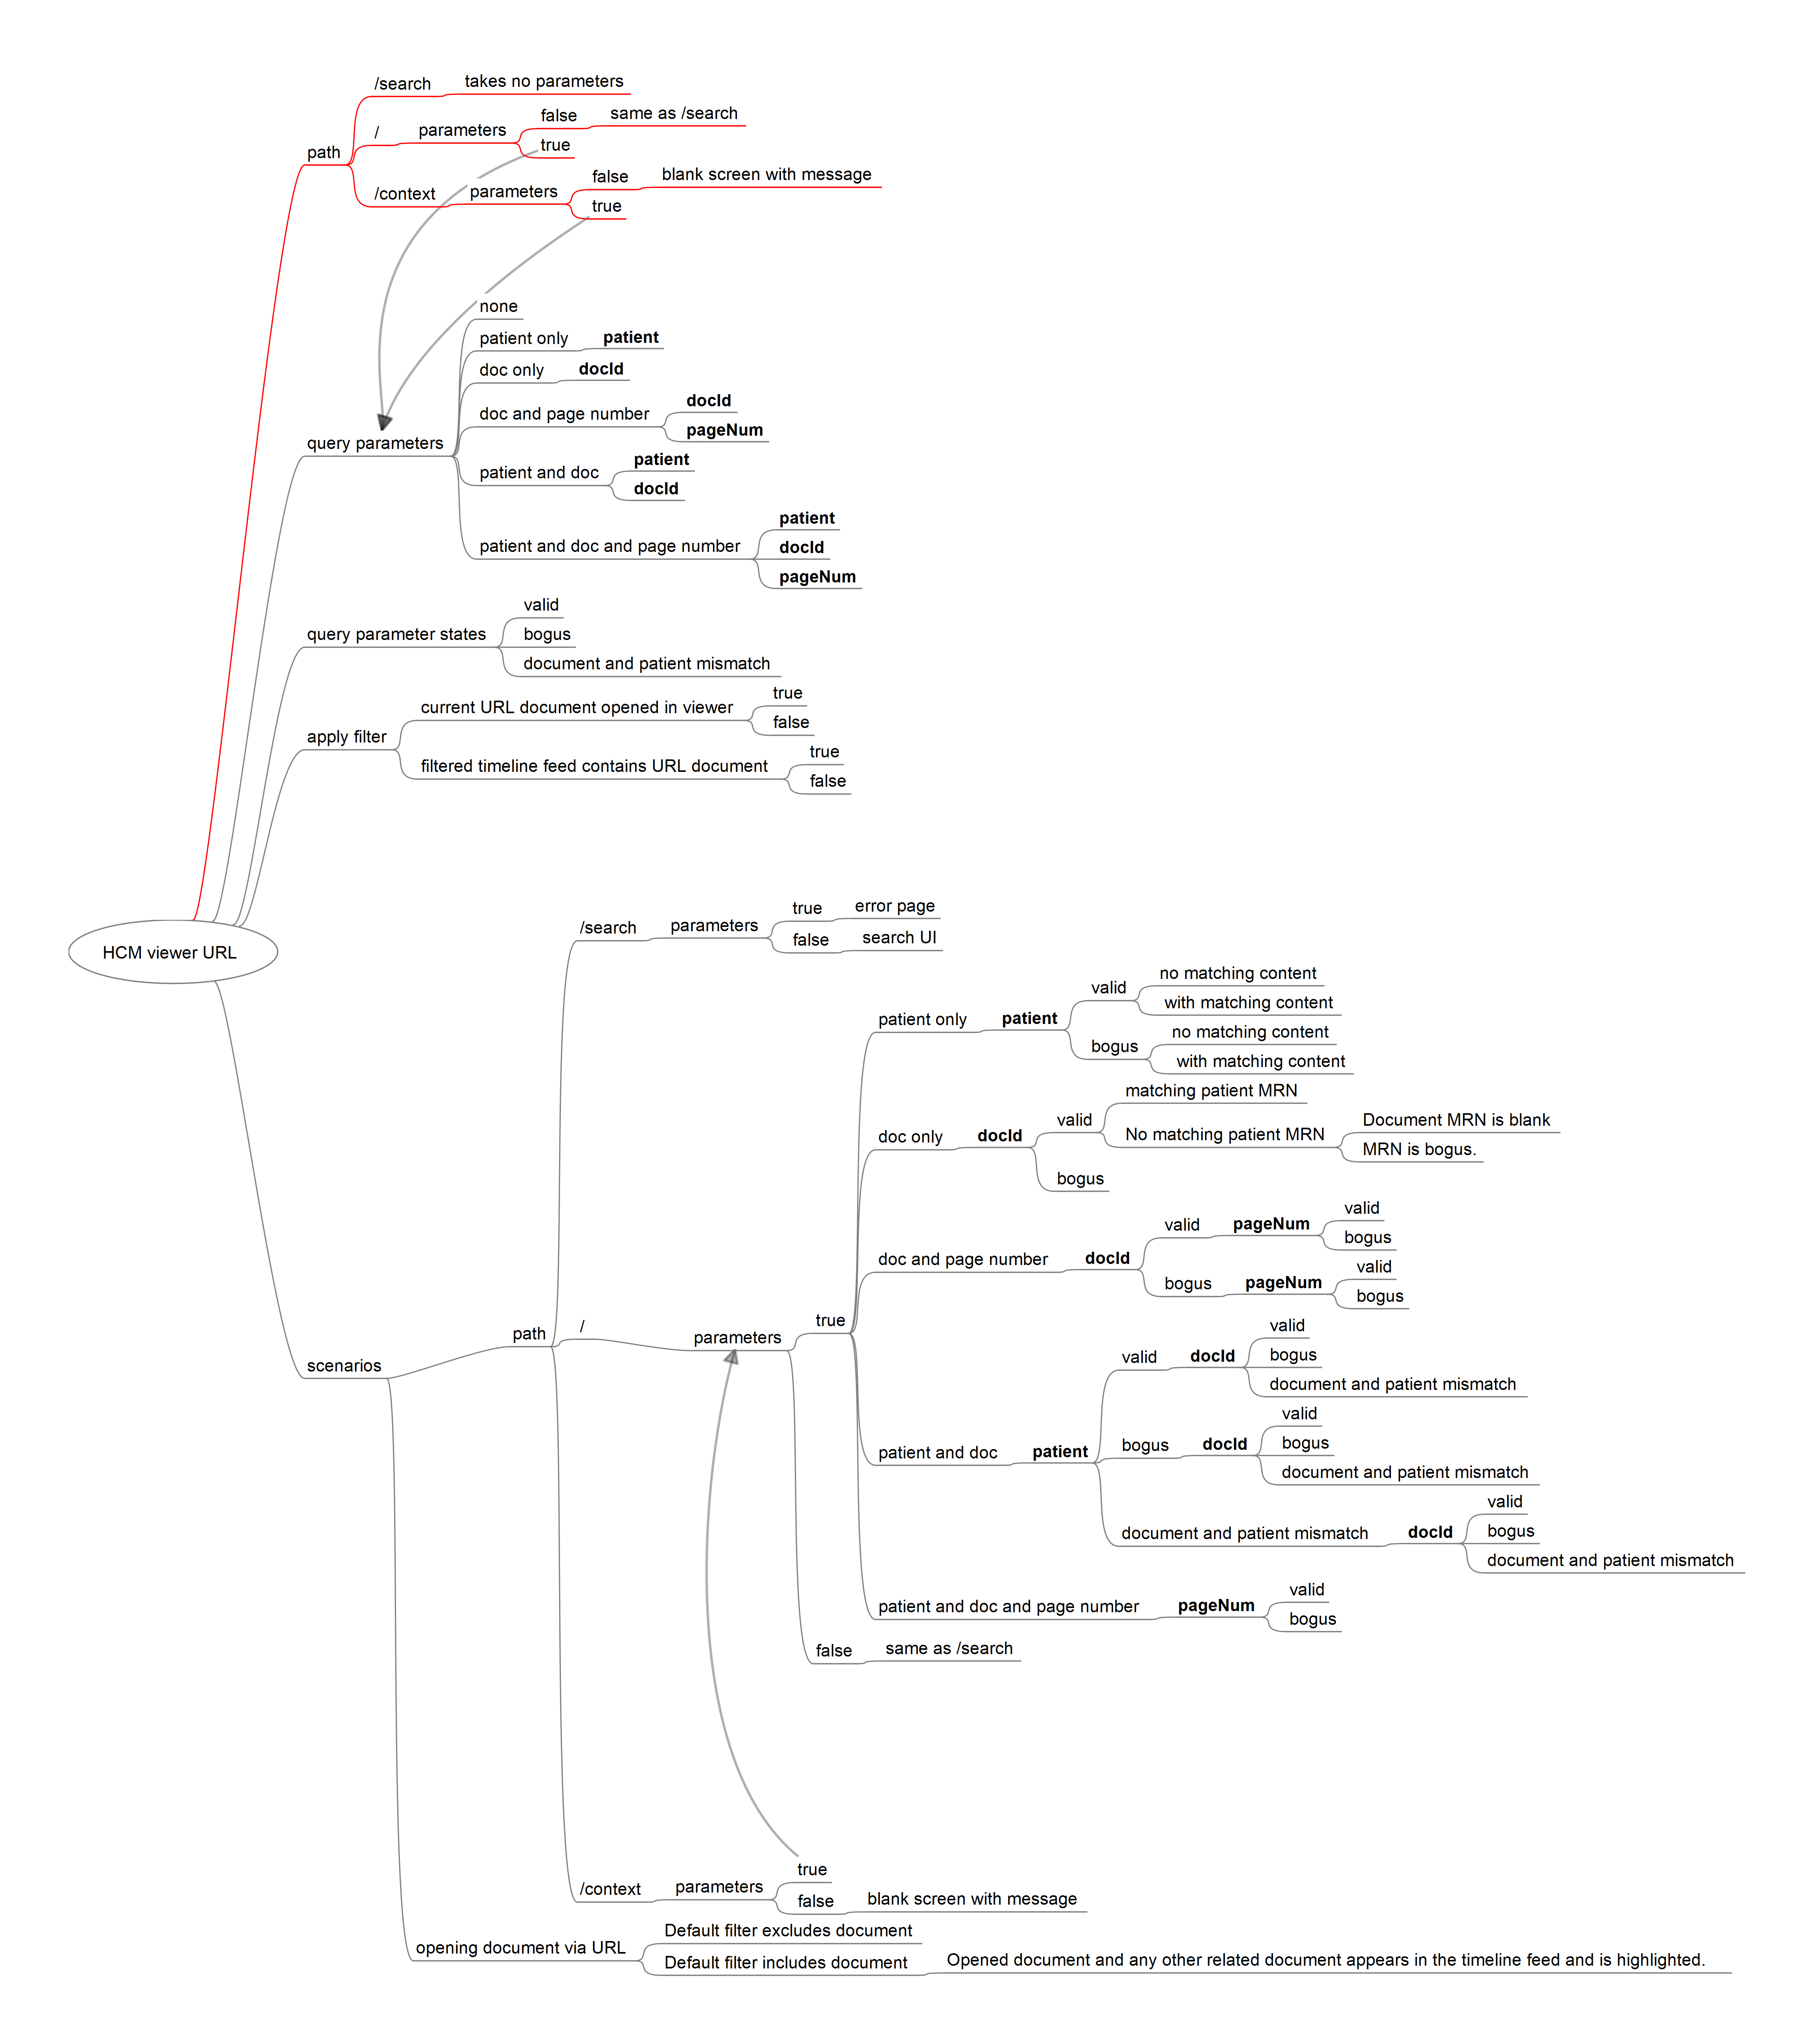 /search
takes no parameters
/
parameters
false
same as /search
true
path
/context
parameters
false
blank screen with message
true
none
patient only
patient
doc only
docId
doc and page number
docId
pageNum
query parameters
patient and doc
patient
docId
patient and doc and page number
patient
docId
pageNum
query parameter states
valid
bogus
document and patient mismatch
apply filter
current URL document opened in viewer
true
false
filtered timeline feed contains URL document
true
false
HCM viewer URL
scenarios
path
/search
parameters
true
error page
false
search UI
/
parameters
true
patient only
patient
valid
no matching content
with matching content
bogus
no matching content
with matching content
doc only
docId
valid
matching patient MRN
No matching patient MRN
Document MRN is blank
MRN is bogus.
bogus
doc and page number
docId
valid
pageNum
valid
bogus
bogus
pageNum
valid
bogus
patient and doc
patient
valid
docId
valid
bogus
document and patient mismatch
bogus
docId
valid
bogus
document and patient mismatch
document and patient mismatch
docId
valid
bogus
document and patient mismatch
patient and doc and page number
pageNum
valid
bogus
false
same as /search
/context
parameters
true
false
blank screen with message
opening document via URL
Default filter excludes document
Default filter includes document
Opened document and any other related document appears in the timeline feed and is highlighted.